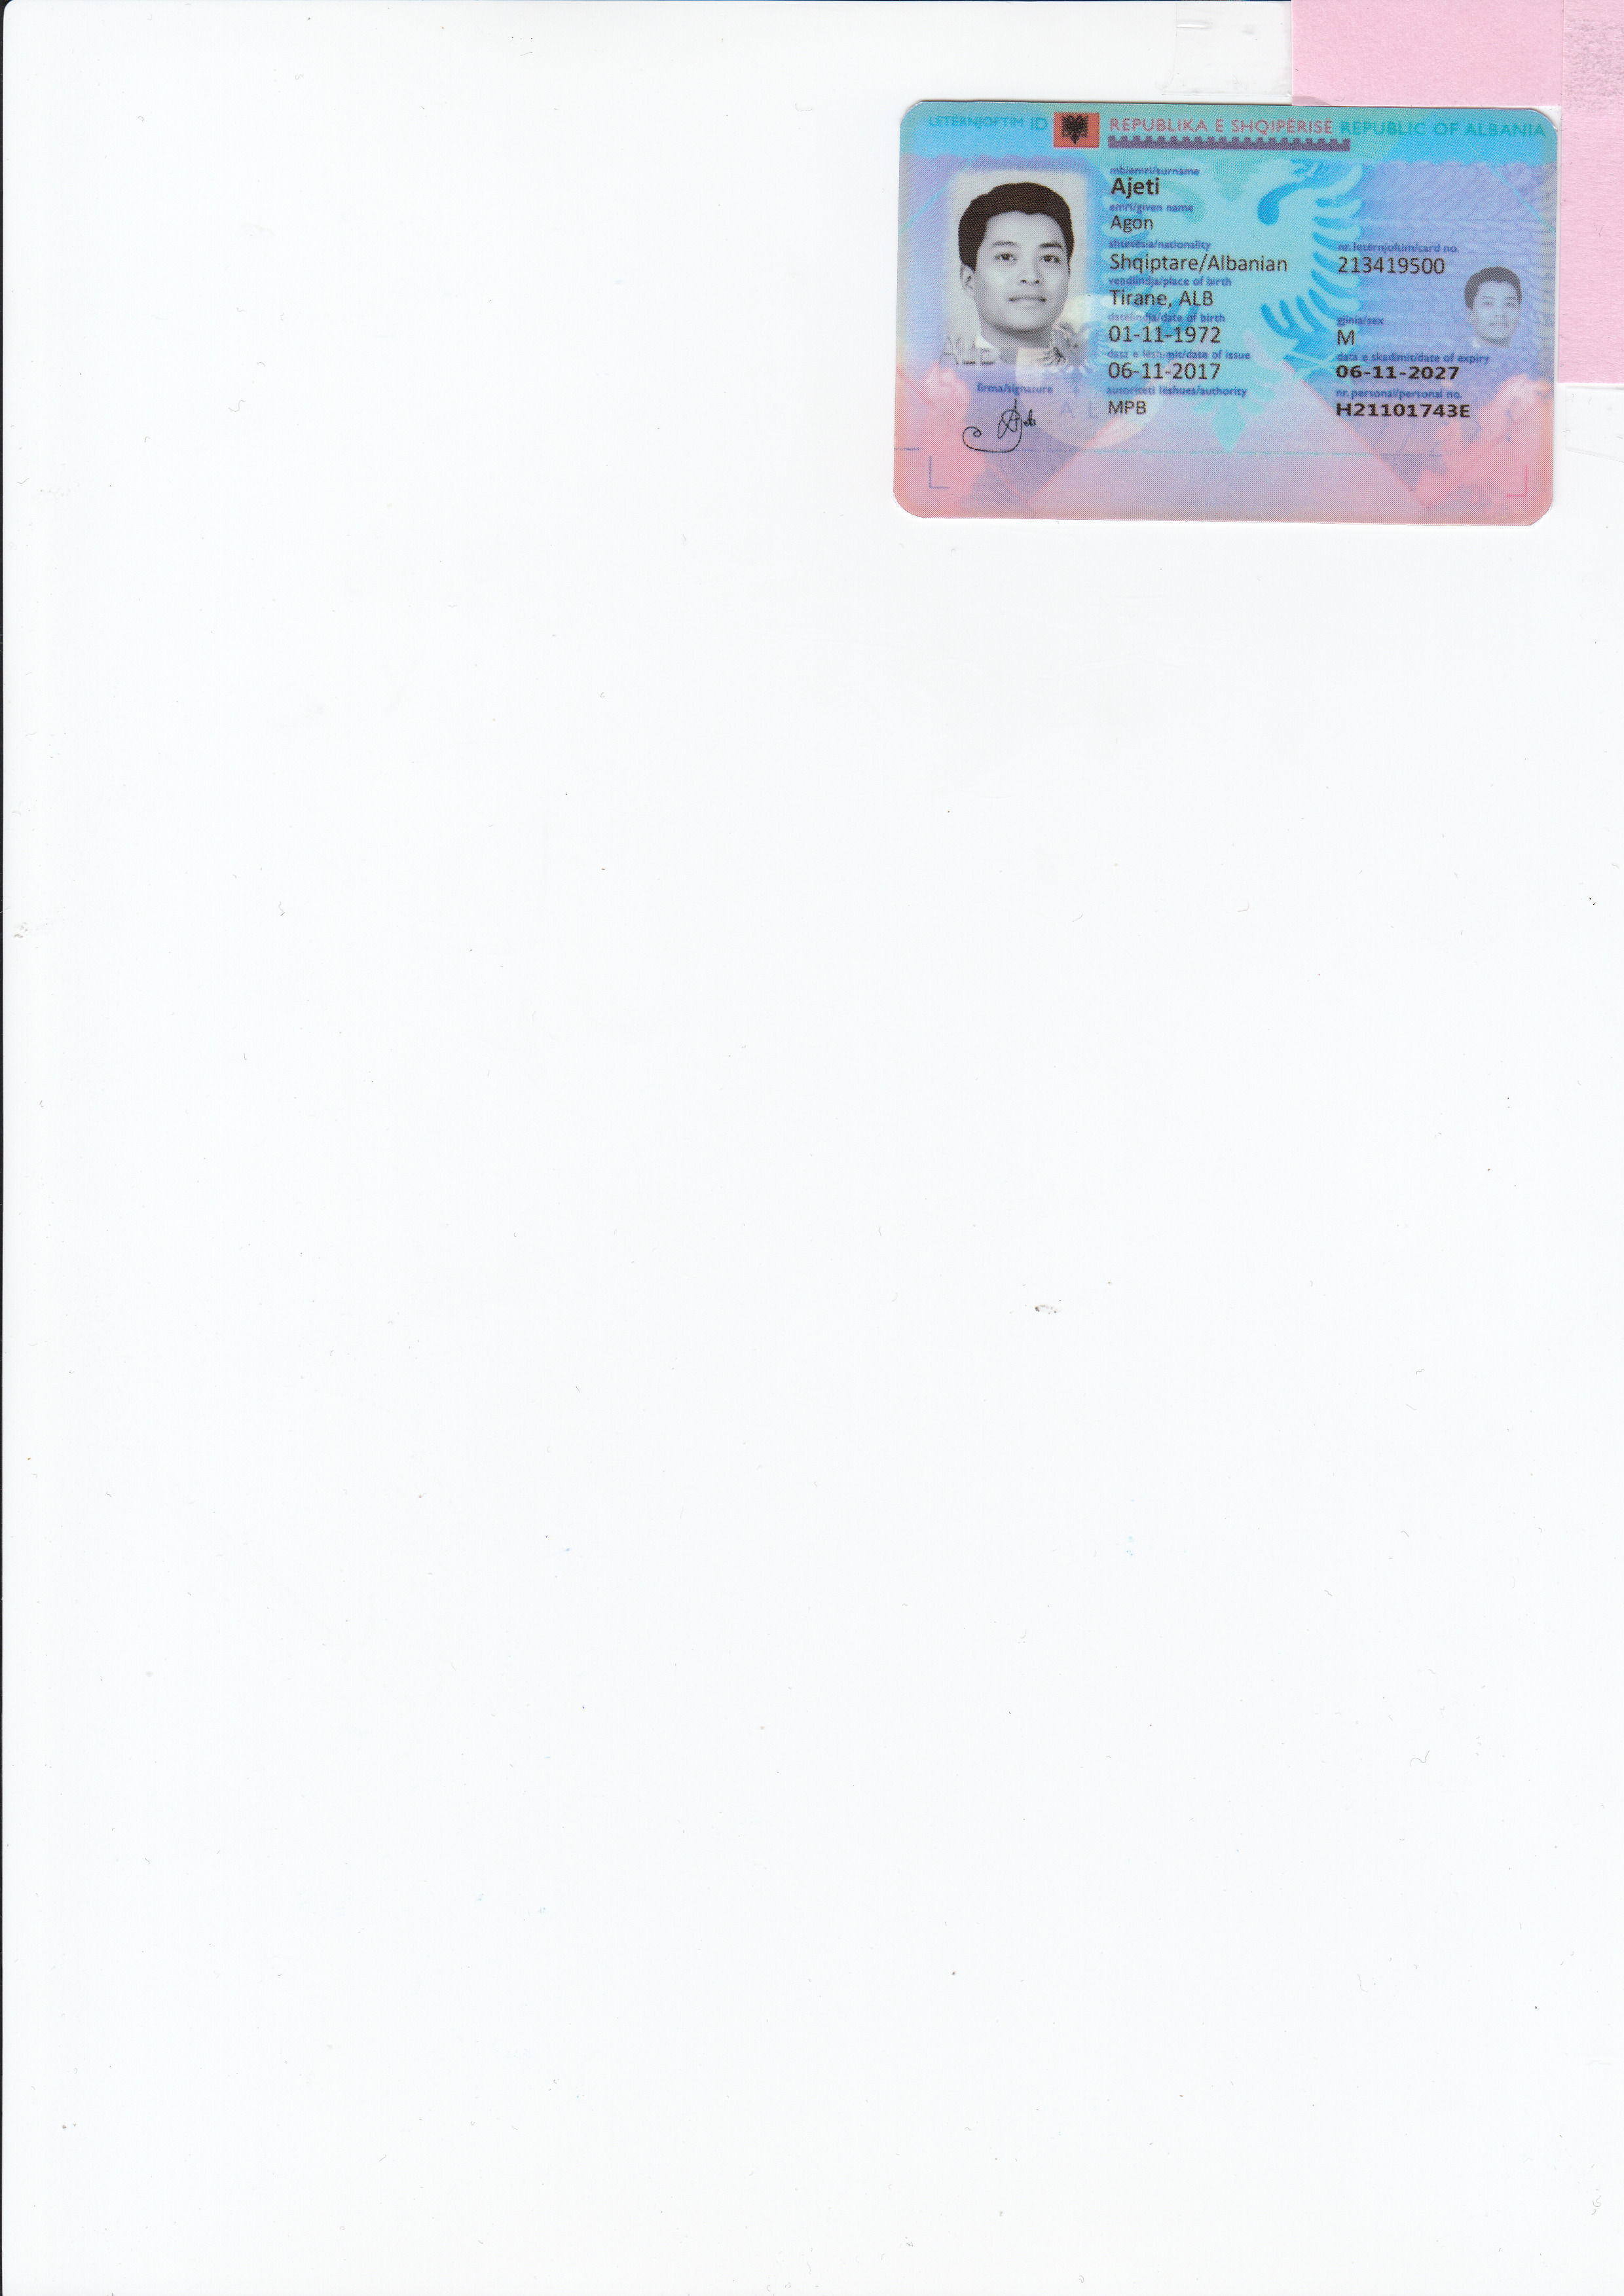 LETËRNJOFTIM ID REPUBLIKA E SHQIPËRISË REPUBLIC OF ALBANIA
mbiemri/surname
Ajeti
emri/given name
Agon
shtetësia/nationality
Shqiptare/Albanian
nr. letërnjoftim/card no.
213419500
vendlindja/place of birth
Tirane, ALB
datëlindja/date of birth
01-11-1972
gjinia/sex
M
data e lëshimit/date of issue
06-11-2017
data e skadimit/date of expiry
06-11-2027
autoriteti lëshues/authority
MPB
nr. personal/personal no.
H21101743E
firma/signature
Ajeti
ALB